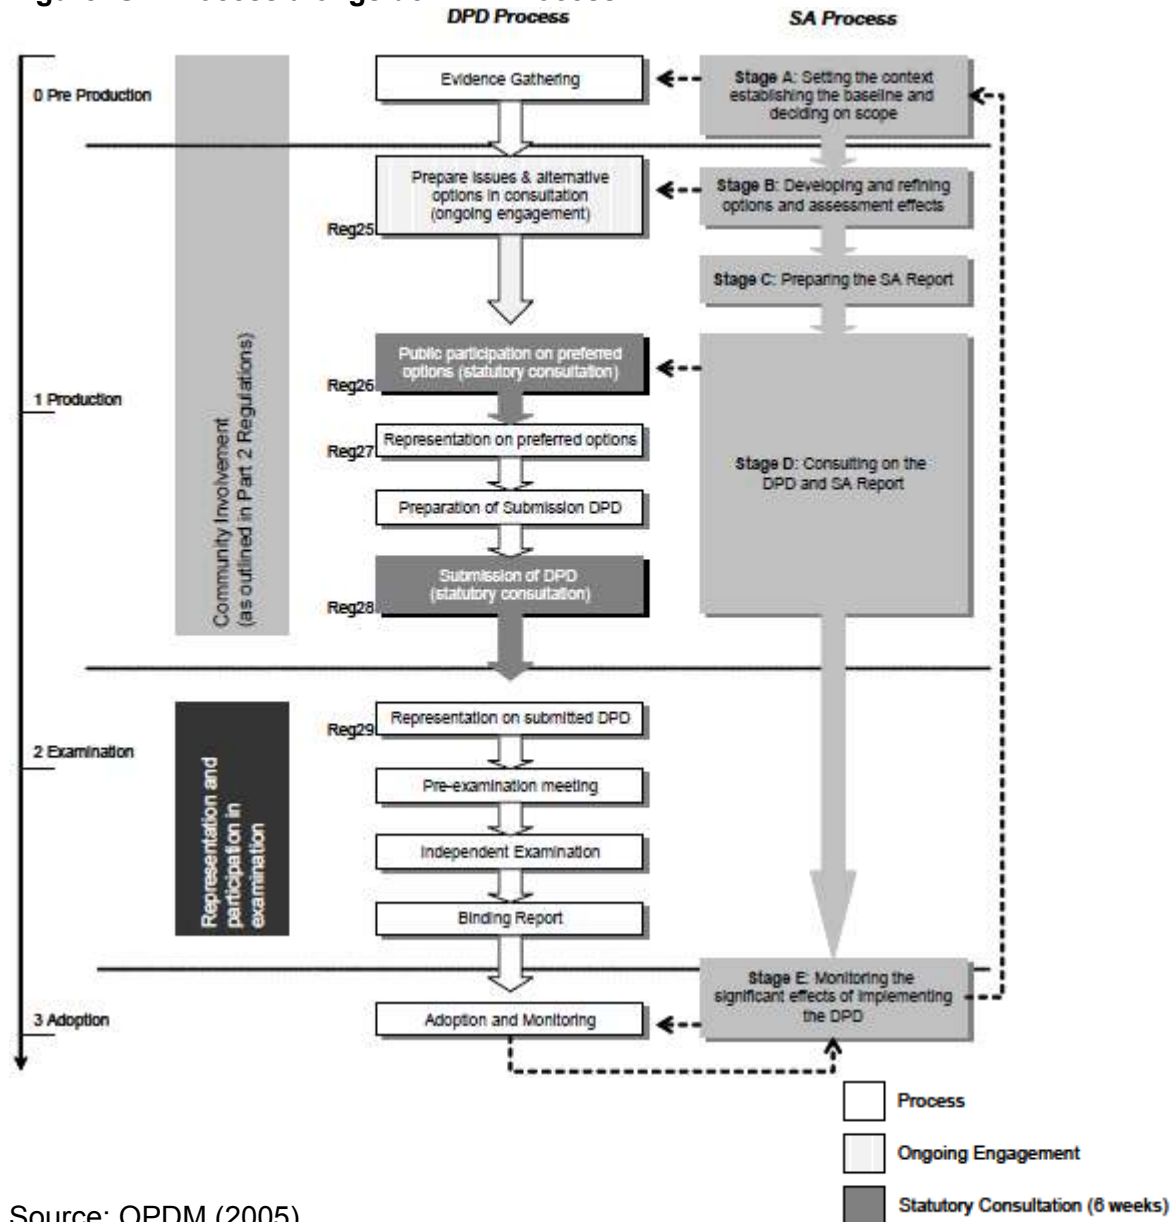 DPD Process
SA Process
Evidence Gathering
Stage A: Setting the context
establishing the baseline and
deciding on scope
0 Pre Production
Prepare issues & alternative
options in consultation
(ongoing engagement)
Stage B: Developing and refining
options and assessment effects
Reg25
Stage C: Preparing the SA Report
Public participation on preferred
options (statutory consultation)
Reg26
1 Production
Community Involvement
(as outlined in Part 2 Regulations)
Representation on preferred options
Reg27
Stage D: Consulting on the
DPD and SA Report
Preparation of Submission DPD
Submission of DPD
(statutory consultation)
Reg28
Representation on submitted DPD
Reg29
2 Examination
Representation and
participation in
examination
Pre-examination meeting
Independent Examination
Binding Report
Stage E: Monitoring the
significant effects of implementing
the DPD
3 Adoption
Adoption and Monitoring
Process
Ongoing Engagement
Statutory Consultation (6 weeks)
Source: OPDM (2005)